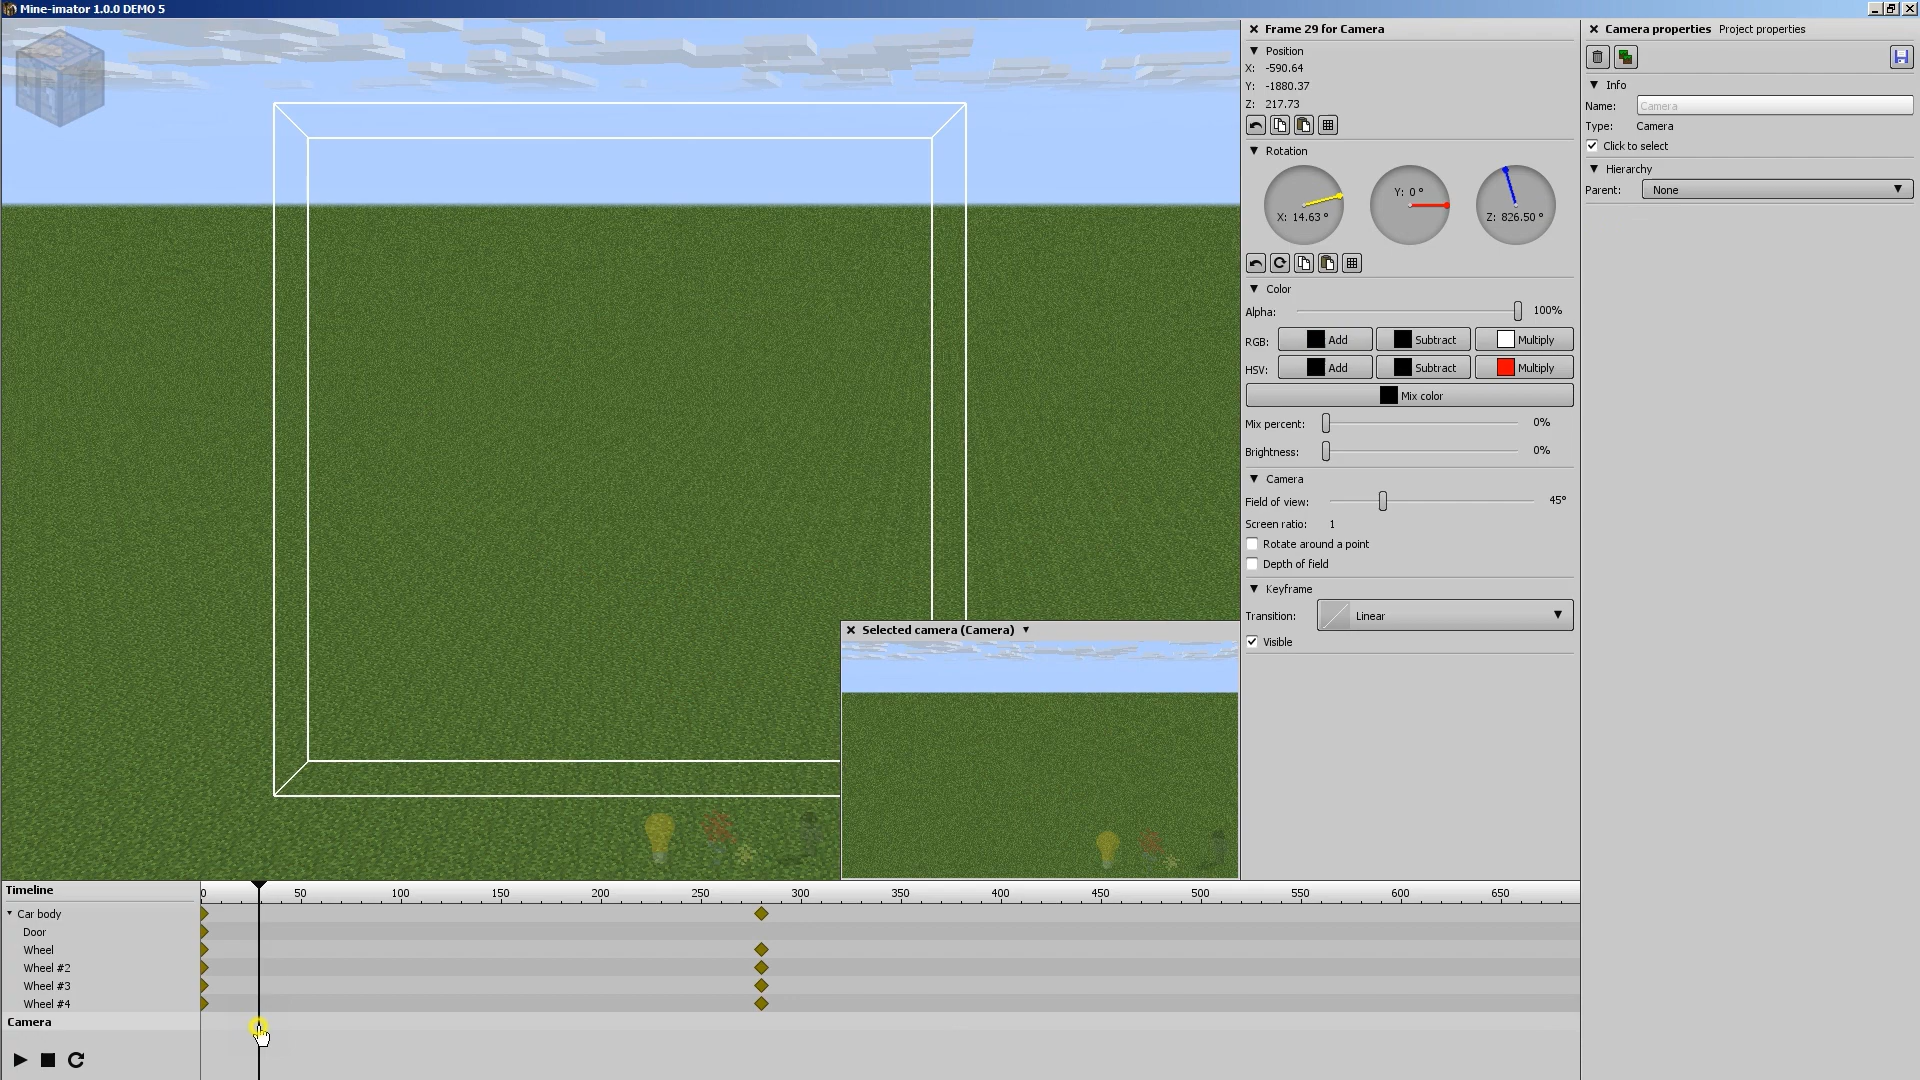 Mine-imator 1.0.0 DEMO 5
Frame 29 for Camera
Position
X: -590.64
Y: -1880.37
Z: 217.73
Rotation
X: 14.63 °
Y: 0 °
Z: 826.50 °
Color
Alpha: 100%
RGB: Add Subtract Multiply
HSV: Add Subtract Multiply
Mix color
Mix percent: 0%
Brightness: 0%
Camera
Field of view: 45°
Screen ratio: 1
Rotate around a point
Depth of field
Keyframe
Transition: Linear
Visible
Camera properties Project properties
Info
Name: Camera
Type: Camera
Click to select
Hierarchy
Parent: None
Selected camera (Camera)
Timeline
0 50 100 150 200 250 300 350 400 450 500 550 600 650
Car body
Door
Wheel
Wheel #2
Wheel #3
Wheel #4
Camera